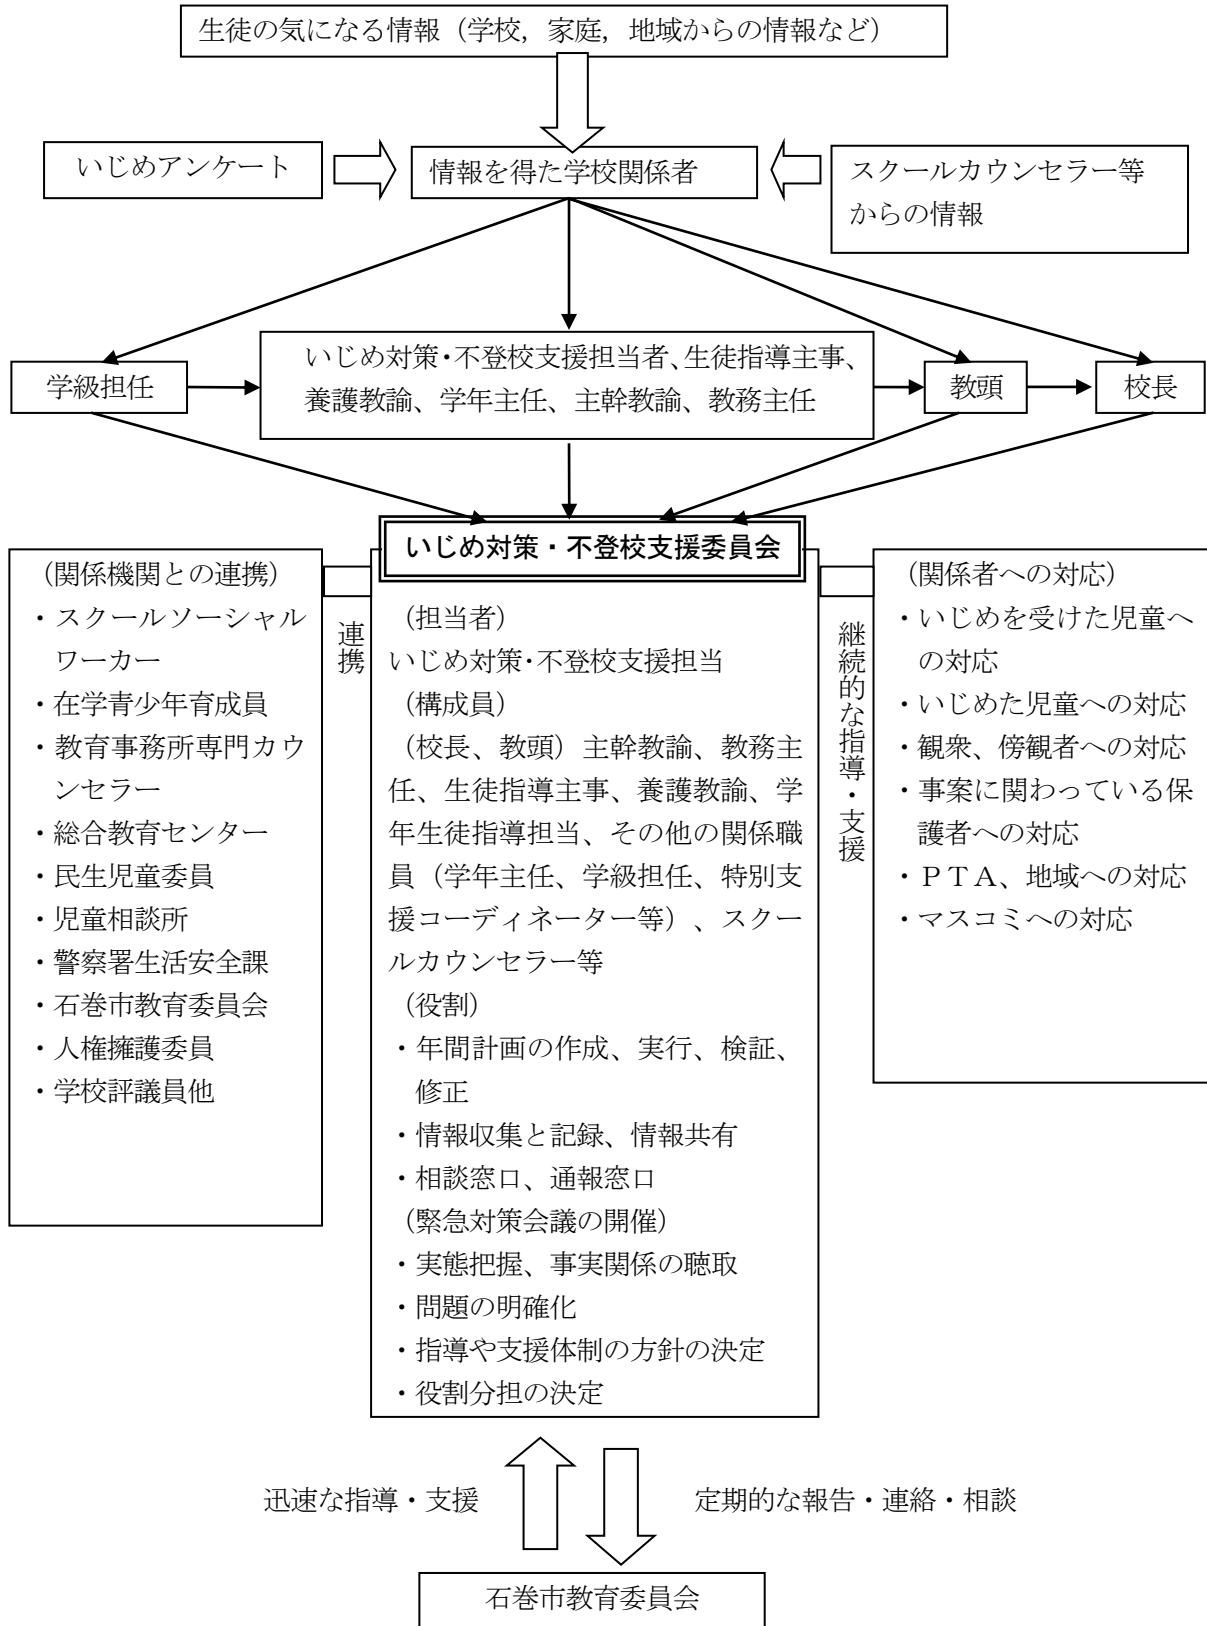 生徒の気になる情報（学校，家庭，地域からの情報など）
いじめアンケート
情報を得た学校関係者
スクールカウンセラー等
からの情報
学級担任
いじめ対策・不登校支援担当者、生徒指導主事、
養護教諭、学年主任、主幹教諭、教務主任
教頭
校長
いじめ対策・不登校支援委員会
（関係機関との連携）
・スクールソーシャル
ワーカー
・在学青少年育成員
・教育事務所専門カウ
ンセラー
・総合教育センター
・民生児童委員
・児童相談所
・警察署生活安全課
・石巻市教育委員会
・人権擁護委員
・学校評議員他
連携
（担当者）
いじめ対策・不登校支援担当
（構成員）
（校長、教頭）主幹教諭、教務主
任、生徒指導主事、養護教諭、学
年生徒指導担当、その他の関係職
員（学年主任、学級担任、特別支
援コーディネーター等）、スクー
ルカウンセラー等
（役割）
・年間計画の作成、実行、検証、
修正
・情報収集と記録、情報共有
・相談窓口、通報窓口
（緊急対策会議の開催）
・実態把握、事実関係の聴取
・問題の明確化
・指導や支援体制の方針の決定
・役割分担の決定
継続的な指導・支援
（関係者への対応）
・いじめを受けた児童へ
の対応
・いじめた児童への対応
・観衆、傍観者への対応
・事案に関わっている保
護者への対応
・ＰＴＡ、地域への対応
・マスコミへの対応
迅速な指導・支援
定期的な報告・連絡・相談
石巻市教育委員会